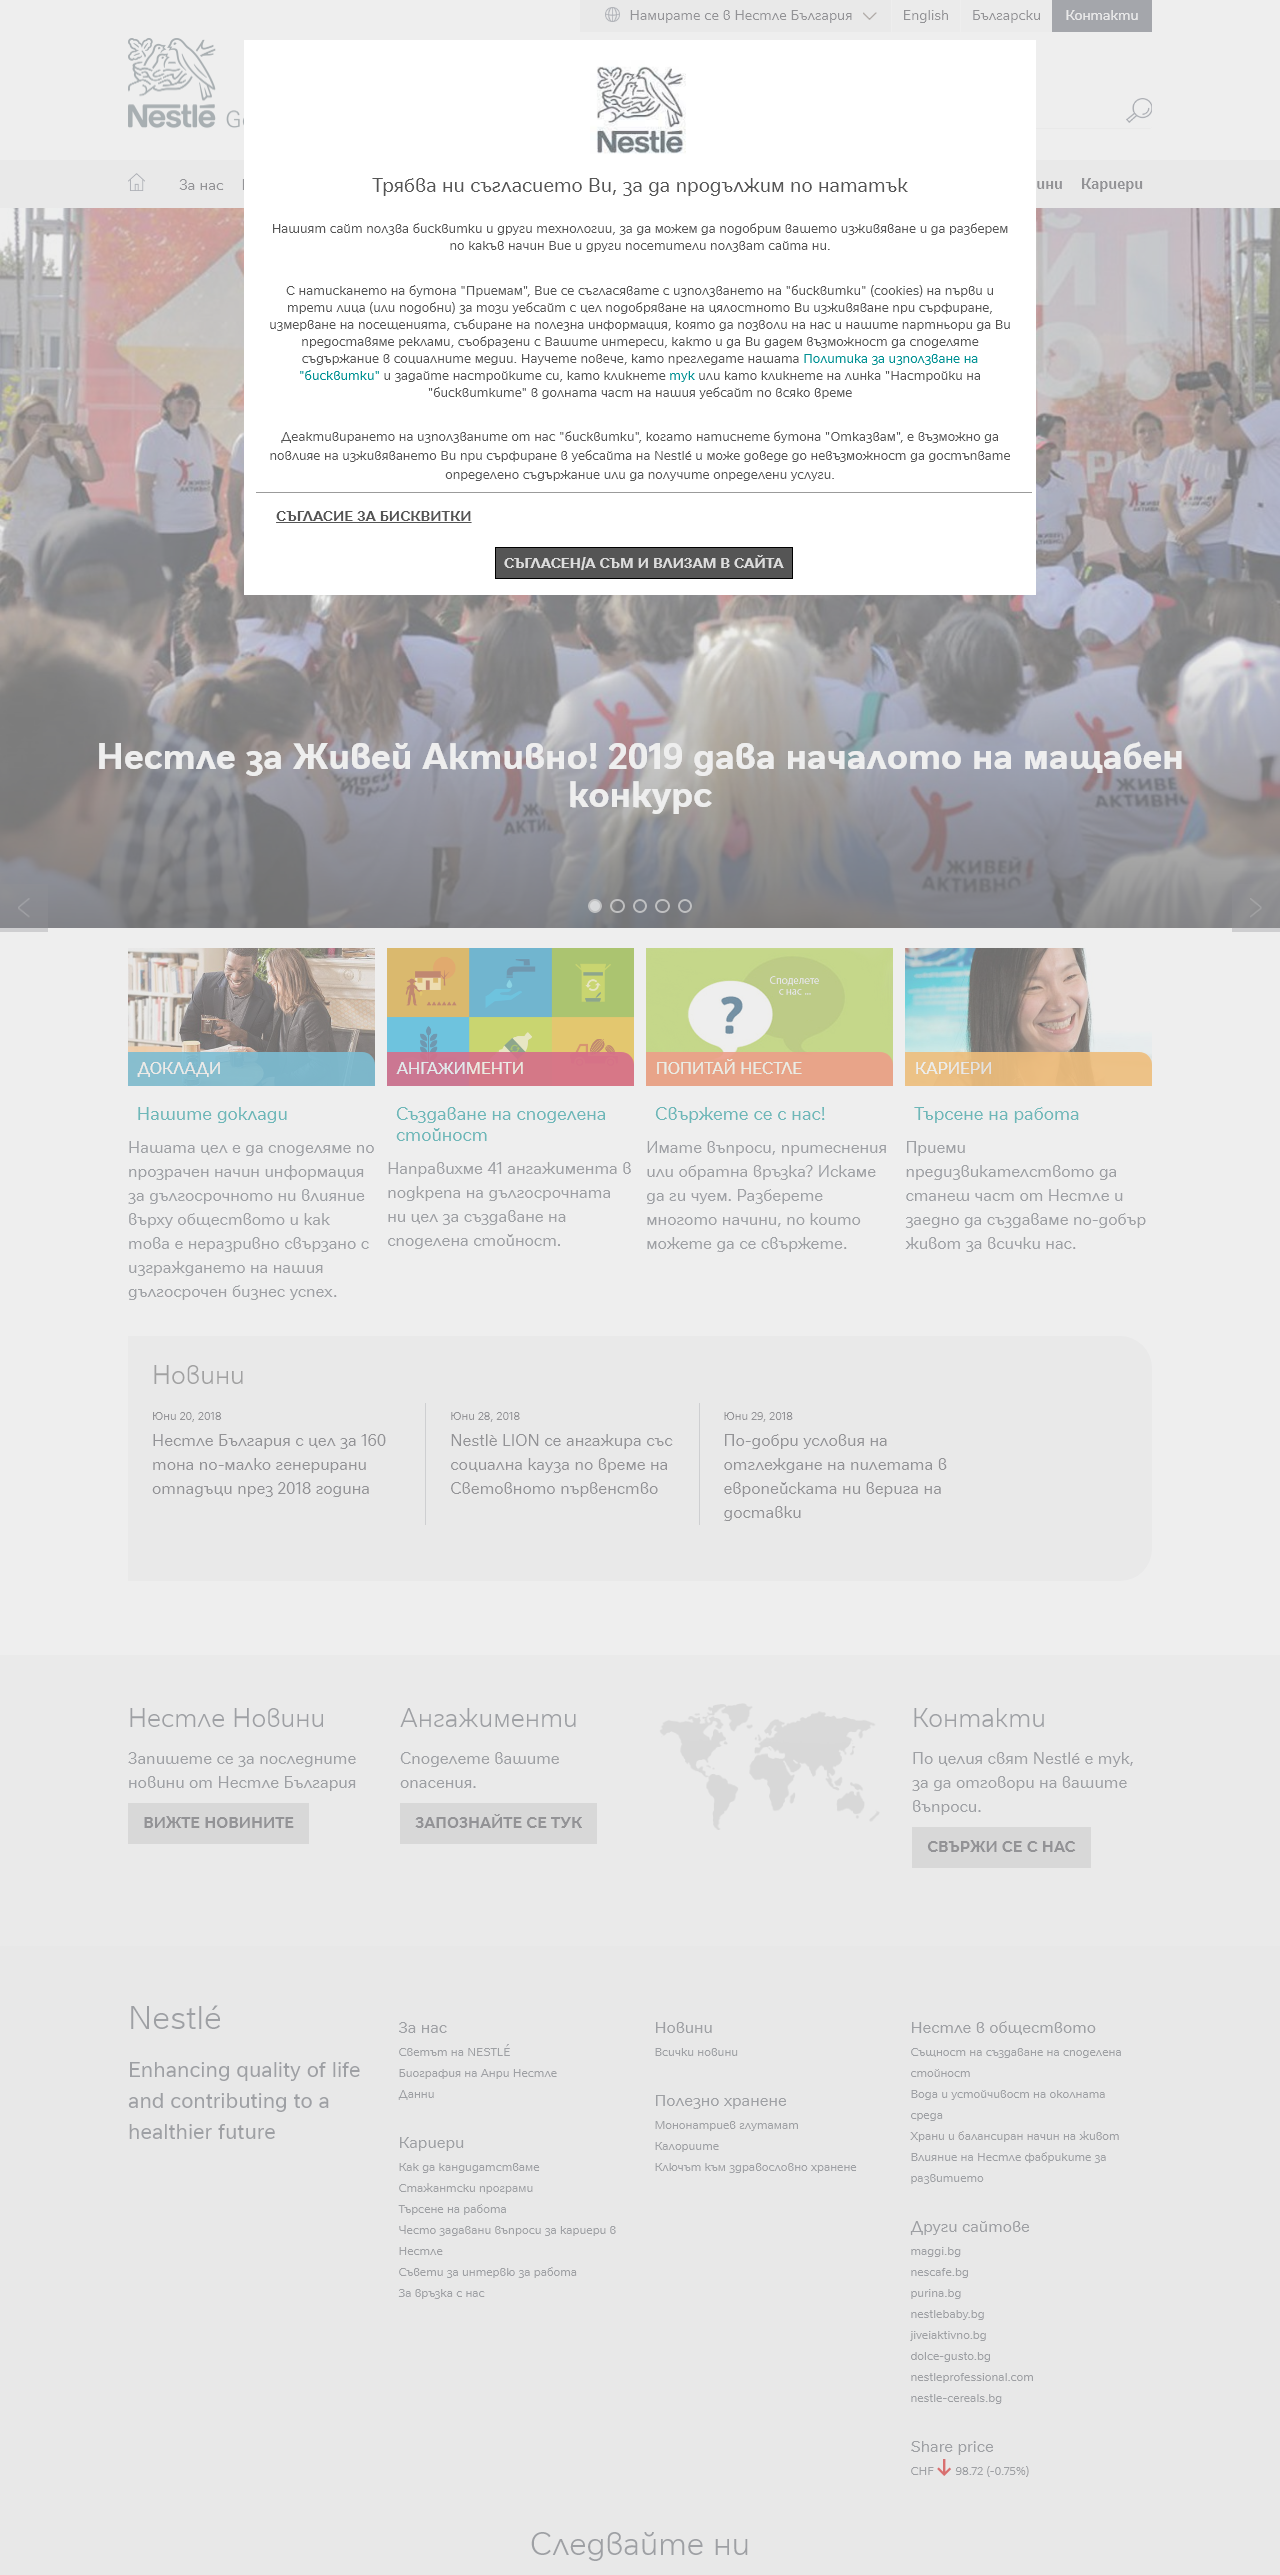 Намирате се в Нестле България
English
Български
Контакти
Nestlé
За нас
Кариери
Nestlé
Трябва ни съгласието Ви, за да продължим по нататък
Нашият сайт ползва бисквитки и други технологии, за да можем да подобрим вашето изживяване и да разберем
по какъв начин Вие и други посетители ползват сайта ни.
С натискането на бутона "Приемам", Вие се съгласявате с използването на "бисквитки" (cookies) на първи и
трети лица (или подобни) за този уебсайт с цел подобряване на цялостното Ви изживяване при сърфиране,
измерване на посещенията, събиране на полезна информация, която да позволи на нас и нашите партньори да Ви
предоставяме реклами, съобразени с Вашите интереси, както и да Ви дадем възможност да споделяте
съдържание в социалните медии. Научете повече, като прегледате нашата Политика за използване на
"бисквитки" и задайте настройките си, като кликнете тук или като кликнете на линка "Настройки на
"бисквитките" в долната част на нашия уебсайт по всяко време
Деактивирането на използваните от нас "бисквитки", когато натиснете бутона "Отказвам", е възможно да
повлияе на изживяването Ви при сърфиране в уебсайта на Nestlé и може доведе до невъзможност да достъпвате
определено съдържание или да получите определени услуги.
СЪГЛАСИЕ ЗА БИСКВИТКИ
СЪГЛАСЕН/А СЪМ И ВЛИЗАМ В САЙТА
Нестле за Живей Активно! 2019 дава началото на мащабен
конкурс
ЖИВЕЙ
АКТИВНО!
ДОКЛАДИ
АНГАЖИМЕНТИ
Споделете
с нас ...
?
ПОПИТАЙ НЕСТЛЕ
КАРИЕРИ
Нашите доклади
Нашата цел е да споделяме по
прозрачен начин информация
за дългосрочното ни влияние
върху обществото и как
това е неразривно свързано с
изграждането на нашия
дългосрочен бизнес успех.
Създаване на споделена
стойност
Направихме 41 ангажимента в
подкрепа на дългосрочната
ни цел за създаване на
споделена стойност.
Свържете се с нас!
Имате въпроси, притеснения
или обратна връзка? Искаме
да ги чуем. Разберете
многото начини, по които
можете да се свържете.
Търсене на работа
Приеми
предизвикателството да
станеш част от Нестле и
заедно да създаваме по-добър
живот за всички нас.
Новини
Юни 20, 2018
Нестле България с цел за 160
тона по-малко генерирани
отпадъци през 2018 година
Юни 28, 2018
Nestlè LION се ангажира със
социална кауза по време на
Световното първенство
Юни 29, 2018
По-добри условия на
отглеждане на пилетата в
европейската ни верига на
доставки
Нестле Новини
Запишете се за последните
новини от Нестле България
ВИЖТЕ НОВИНИТЕ
Ангажименти
Споделете вашите
опасения.
ЗАПОЗНАЙТЕ СЕ ТУК
Контакти
По целия свят Nestlé е тук,
за да отговори на вашите
въпроси.
СВЪРЖИ СЕ С НАС
Nestlé
Enhancing quality of life
and contributing to a
healthier future
За нас
Светът на NESTLÉ
Биография на Анри Нестле
Данни
Кариери
Как да кандидатстваме
Стажантски програми
Търсене на работа
Често задавани въпроси за кариери в
Нестле
Съвети за интервю за работа
За връзка с нас
Новини
Всички новини
Полезно хранене
Мононатриев глутамат
Калориите
Ключът към здравословно хранене
Нестле в обществото
Същност на създаване на споделена
стойност
Вода и устойчивост на околната
среда
Храни и балансиран начин на живот
Влияние на Нестле фабриките за
развитието
Други сайтове
maggi.bg
nescafe.bg
purina.bg
nestlebaby.bg
jiveiaktivno.bg
dolce-gusto.bg
nestleprofessional.com
nestle-cereals.bg
Share price
CHF 98.72 (-0.75%)
Следвайте ни